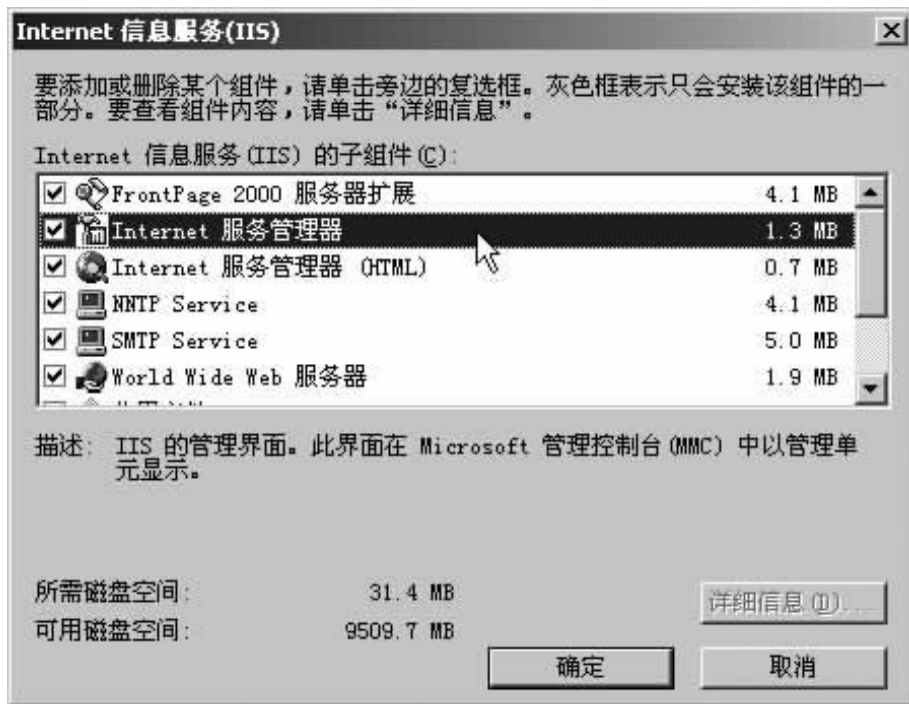 Internet 信息服务(IIS)
要添加或删除某个组件，请单击旁边的复选框。灰色框表示只会安装该组件的一
部分。要查看组件内容，请单击“详细信息”。
Internet 信息服务(IIS) 的子组件(C):
FrontPage 2000 服务器扩展 4.1 MB
Internet 服务管理器 1.3 MB
Internet 服务管理器 (HTML) 0.7 MB
NNTP Service 4.1 MB
SMTP Service 5.0 MB
World Wide Web 服务器 1.9 MB
描述: IIS 的管理界面。此界面在 Microsoft 管理控制台(MMC) 中以管理单
元显示。
所需磁盘空间: 31.4 MB
详细信息(D)...
可用磁盘空间: 9509.7 MB
确定 取消